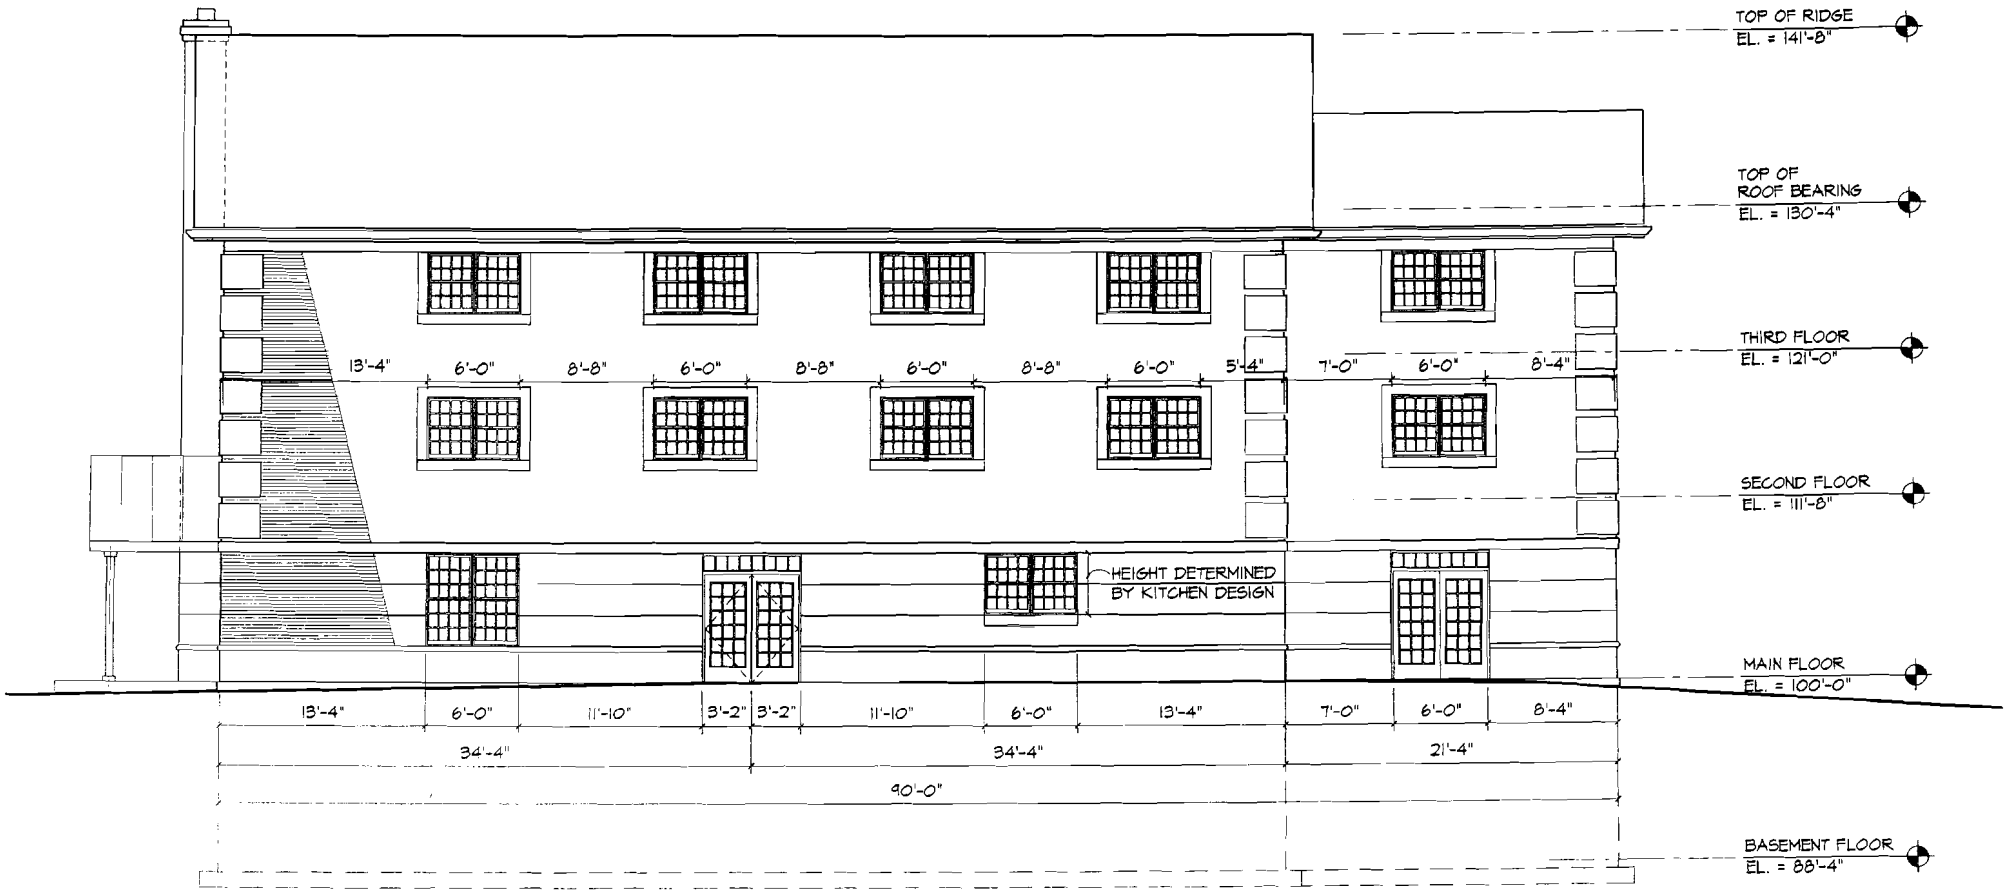 TOP OF RIDGE
EL. = 141'-8"
TOP OF
ROOF BEARING
EL. = 130'-4"
THIRD FLOOR
EL. = 121'-0"
13'-4" 6'-0" 8'-8" 6'-0" 8'-8" 6'-0" 8'-8" 6'-0" 5'-4" 7'-0" 6'-0" 8'-4"
SECOND FLOOR
EL. = 111'-8"
HEIGHT DETERMINED
BY KITCHEN DESIGN
MAIN FLOOR
EL. = 100'-0"
13'-4" 6'-0" 11'-10" 3'-2" 3'-2" 11'-10" 6'-0" 13'-4" 7'-0" 6'-0" 8'-4"
34'-4" 34'-4" 21'-4"
90'-0"
BASEMENT FLOOR
EL. = 88'-4"